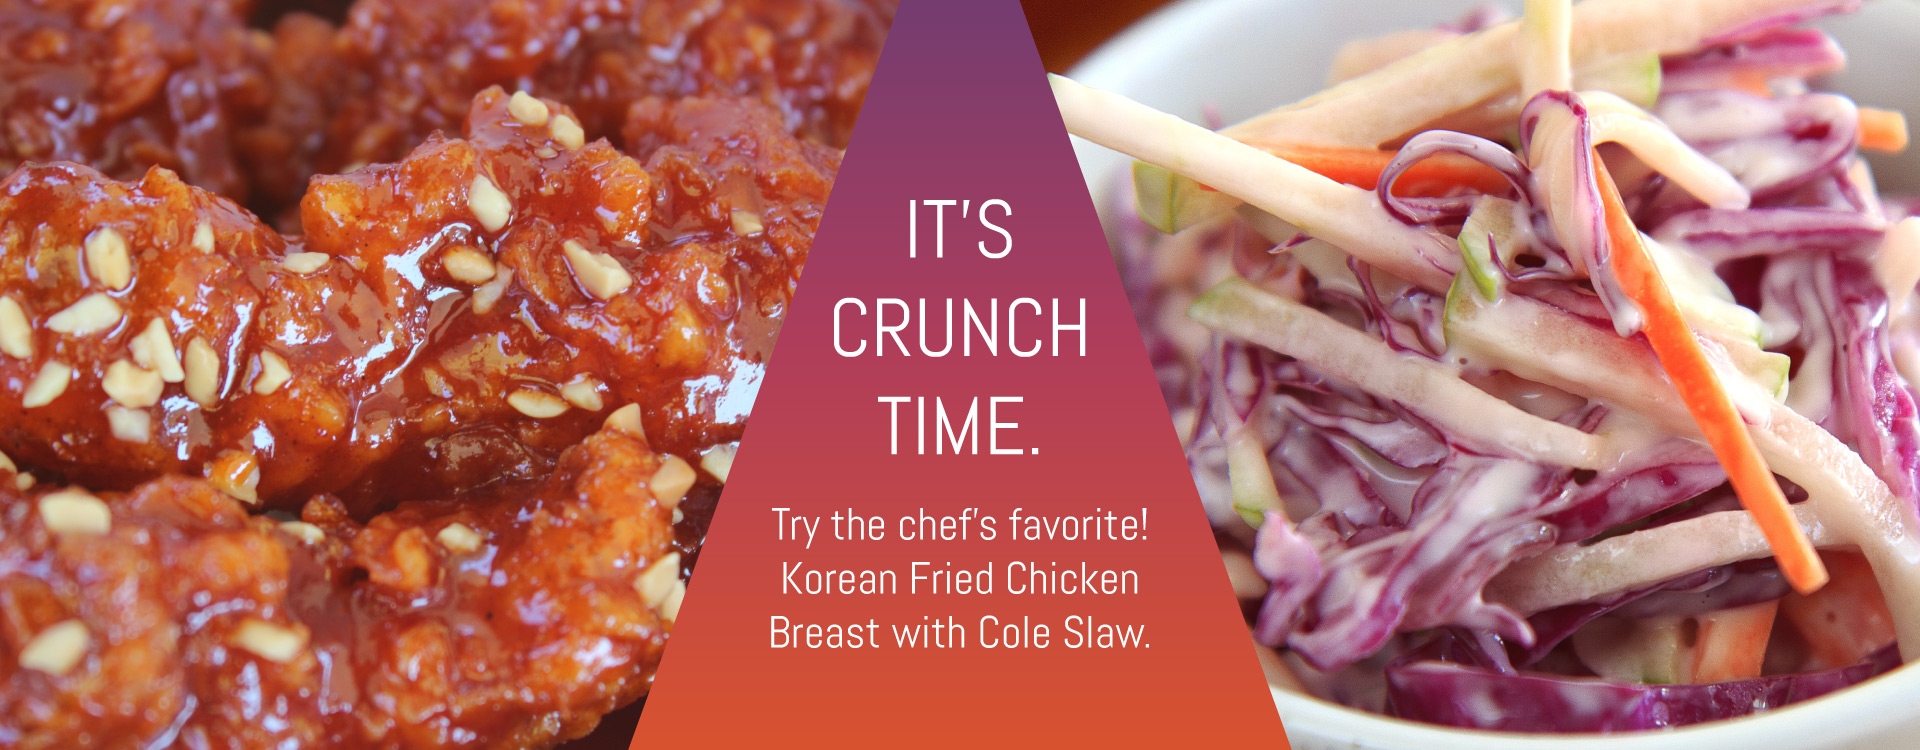 IT'S
CRUNCH
TIME.
Try the chef's favorite!
Korean Fried Chicken
Breast with Cole Slaw.